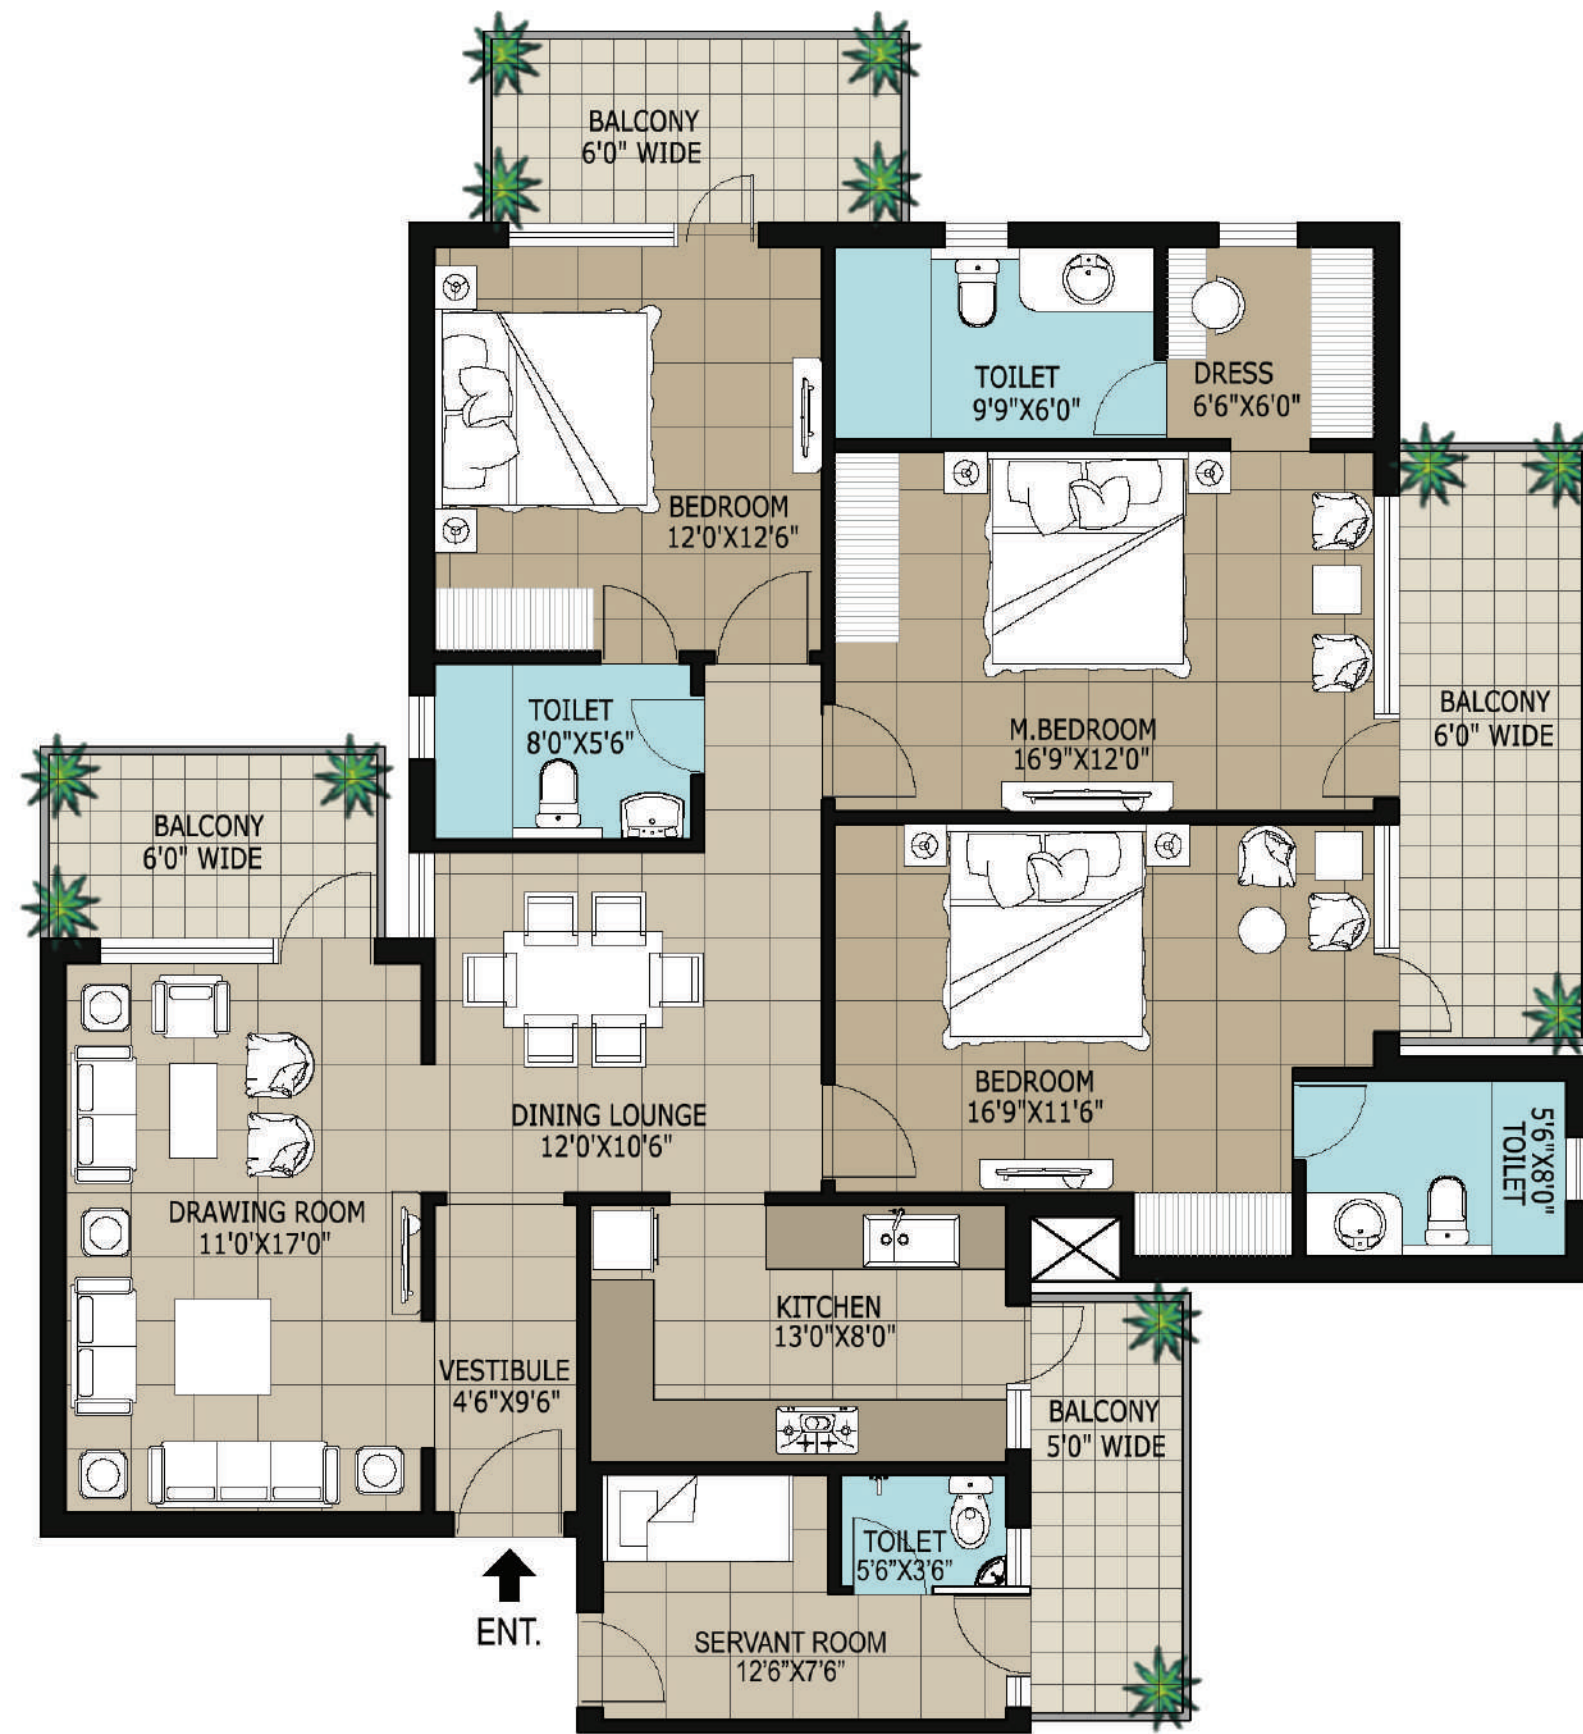 BALCONY
6'0" WIDE
TOILET
9'9"X6'0"
DRESS
6'6"X6'0"
BEDROOM
12'0'X12'6"
TOILET
8'0"X5'6"
M.BEDROOM
16'9"X12'0"
BALCONY
6'0" WIDE
BALCONY
6'0" WIDE
BEDROOM
16'9"X11'6"
DINING LOUNGE
12'0'X10'6"
5'6"X8'0"
TOILET
DRAWING ROOM
11'0'X17'0"
KITCHEN
13'0"X8'0"
VESTIBULE
4'6"X9'6"
BALCONY
5'0" WIDE
TOILET
5'6"X3'6"
ENT.
SERVANT ROOM
12'6"X7'6"